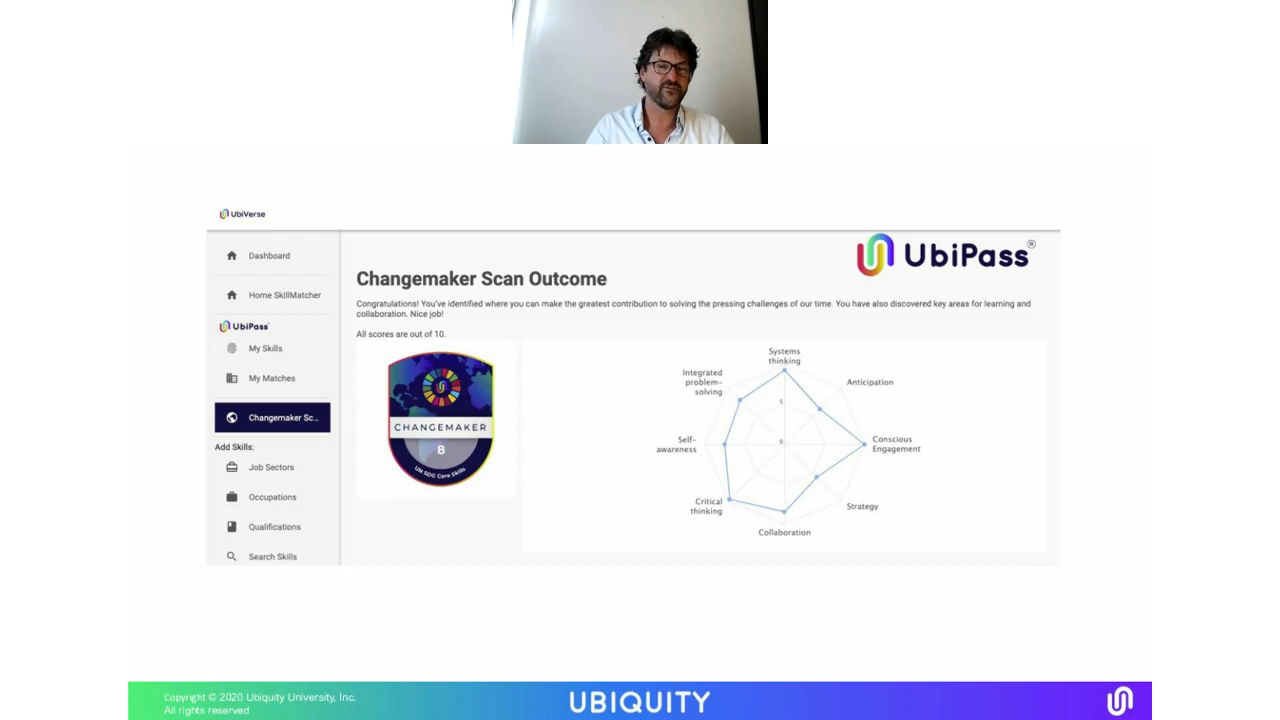 UbiVerse
Dashboard
Home SkillMatcher
UbiPass
My Skills
My Matches
Changemaker Sc...
Add Skills:
Job Sectors
Occupations
Qualifications
Search Skills
UbiPass®
Changemaker Scan Outcome
Congratulations! You've identified where you can make the greatest contribution to solving the pressing challenges of our time. You have also discovered key areas for learning and
collaboration. Nice job!
All scores are out of 10.
CHANGEMAKER
8
UN SDG Core Skills
Systems
thinking
Integrated
problem-
solving
Anticipation
5
0
Self-
awareness
Conscious
Engagement
Critical
thinking
Strategy
Collaboration
Copyright © 2020 Ubiquity University, Inc.
All rights reserved
UBIQUITY